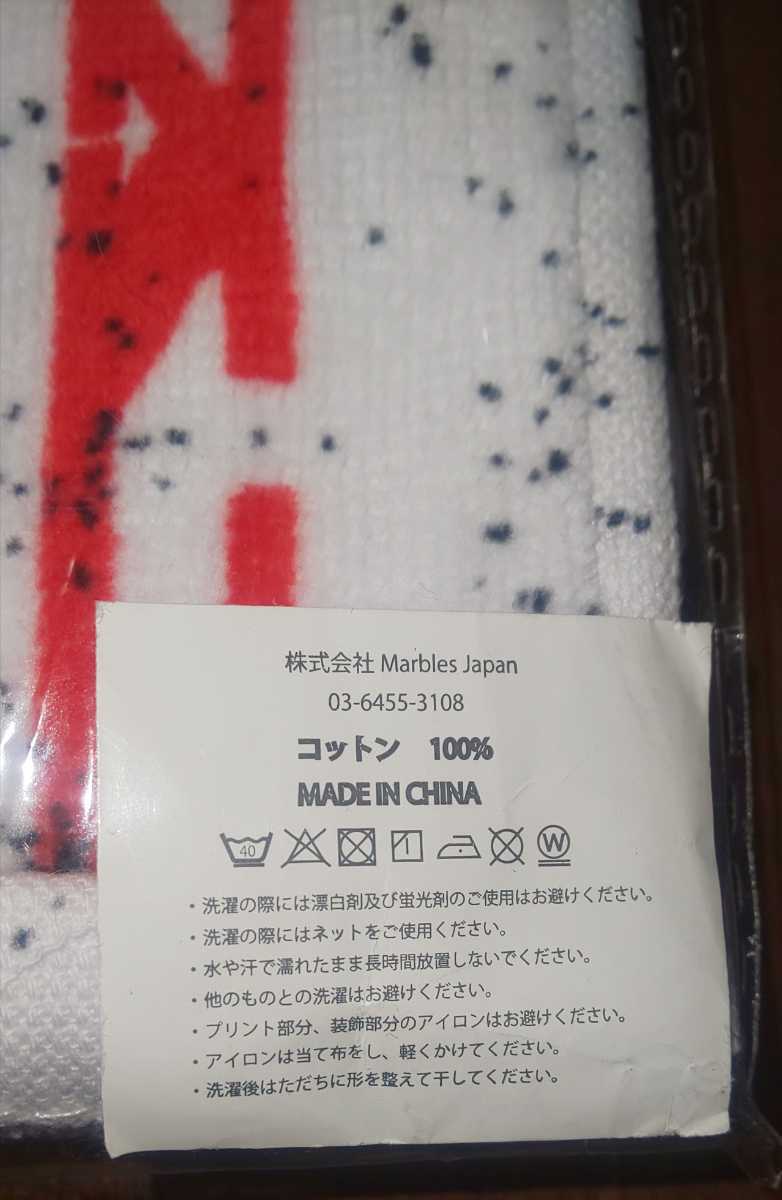 株式会社 Marbles Japan
03-6455-3108
コットン 100%
MADE IN CHINA
40 W
・洗濯の際には漂白剤及び蛍光剤のご使用はお避けください。
・洗濯の際にはネットをご使用ください。
・水や汗で濡れたまま長時間放置しないでください。
・他のものとの洗濯はお避けください。
・プリント部分、装飾部分のアイロンはお避けください。
・アイロンは当て布をし、軽くかけてください。
・洗濯後はただちに形を整えて干してください。